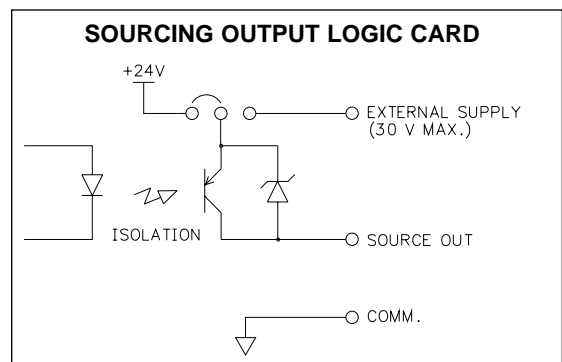 SOURCING OUTPUT LOGIC CARD
+24V
EXTERNAL SUPPLY
(30 V MAX.)
ISOLATION
SOURCE OUT
COMM.